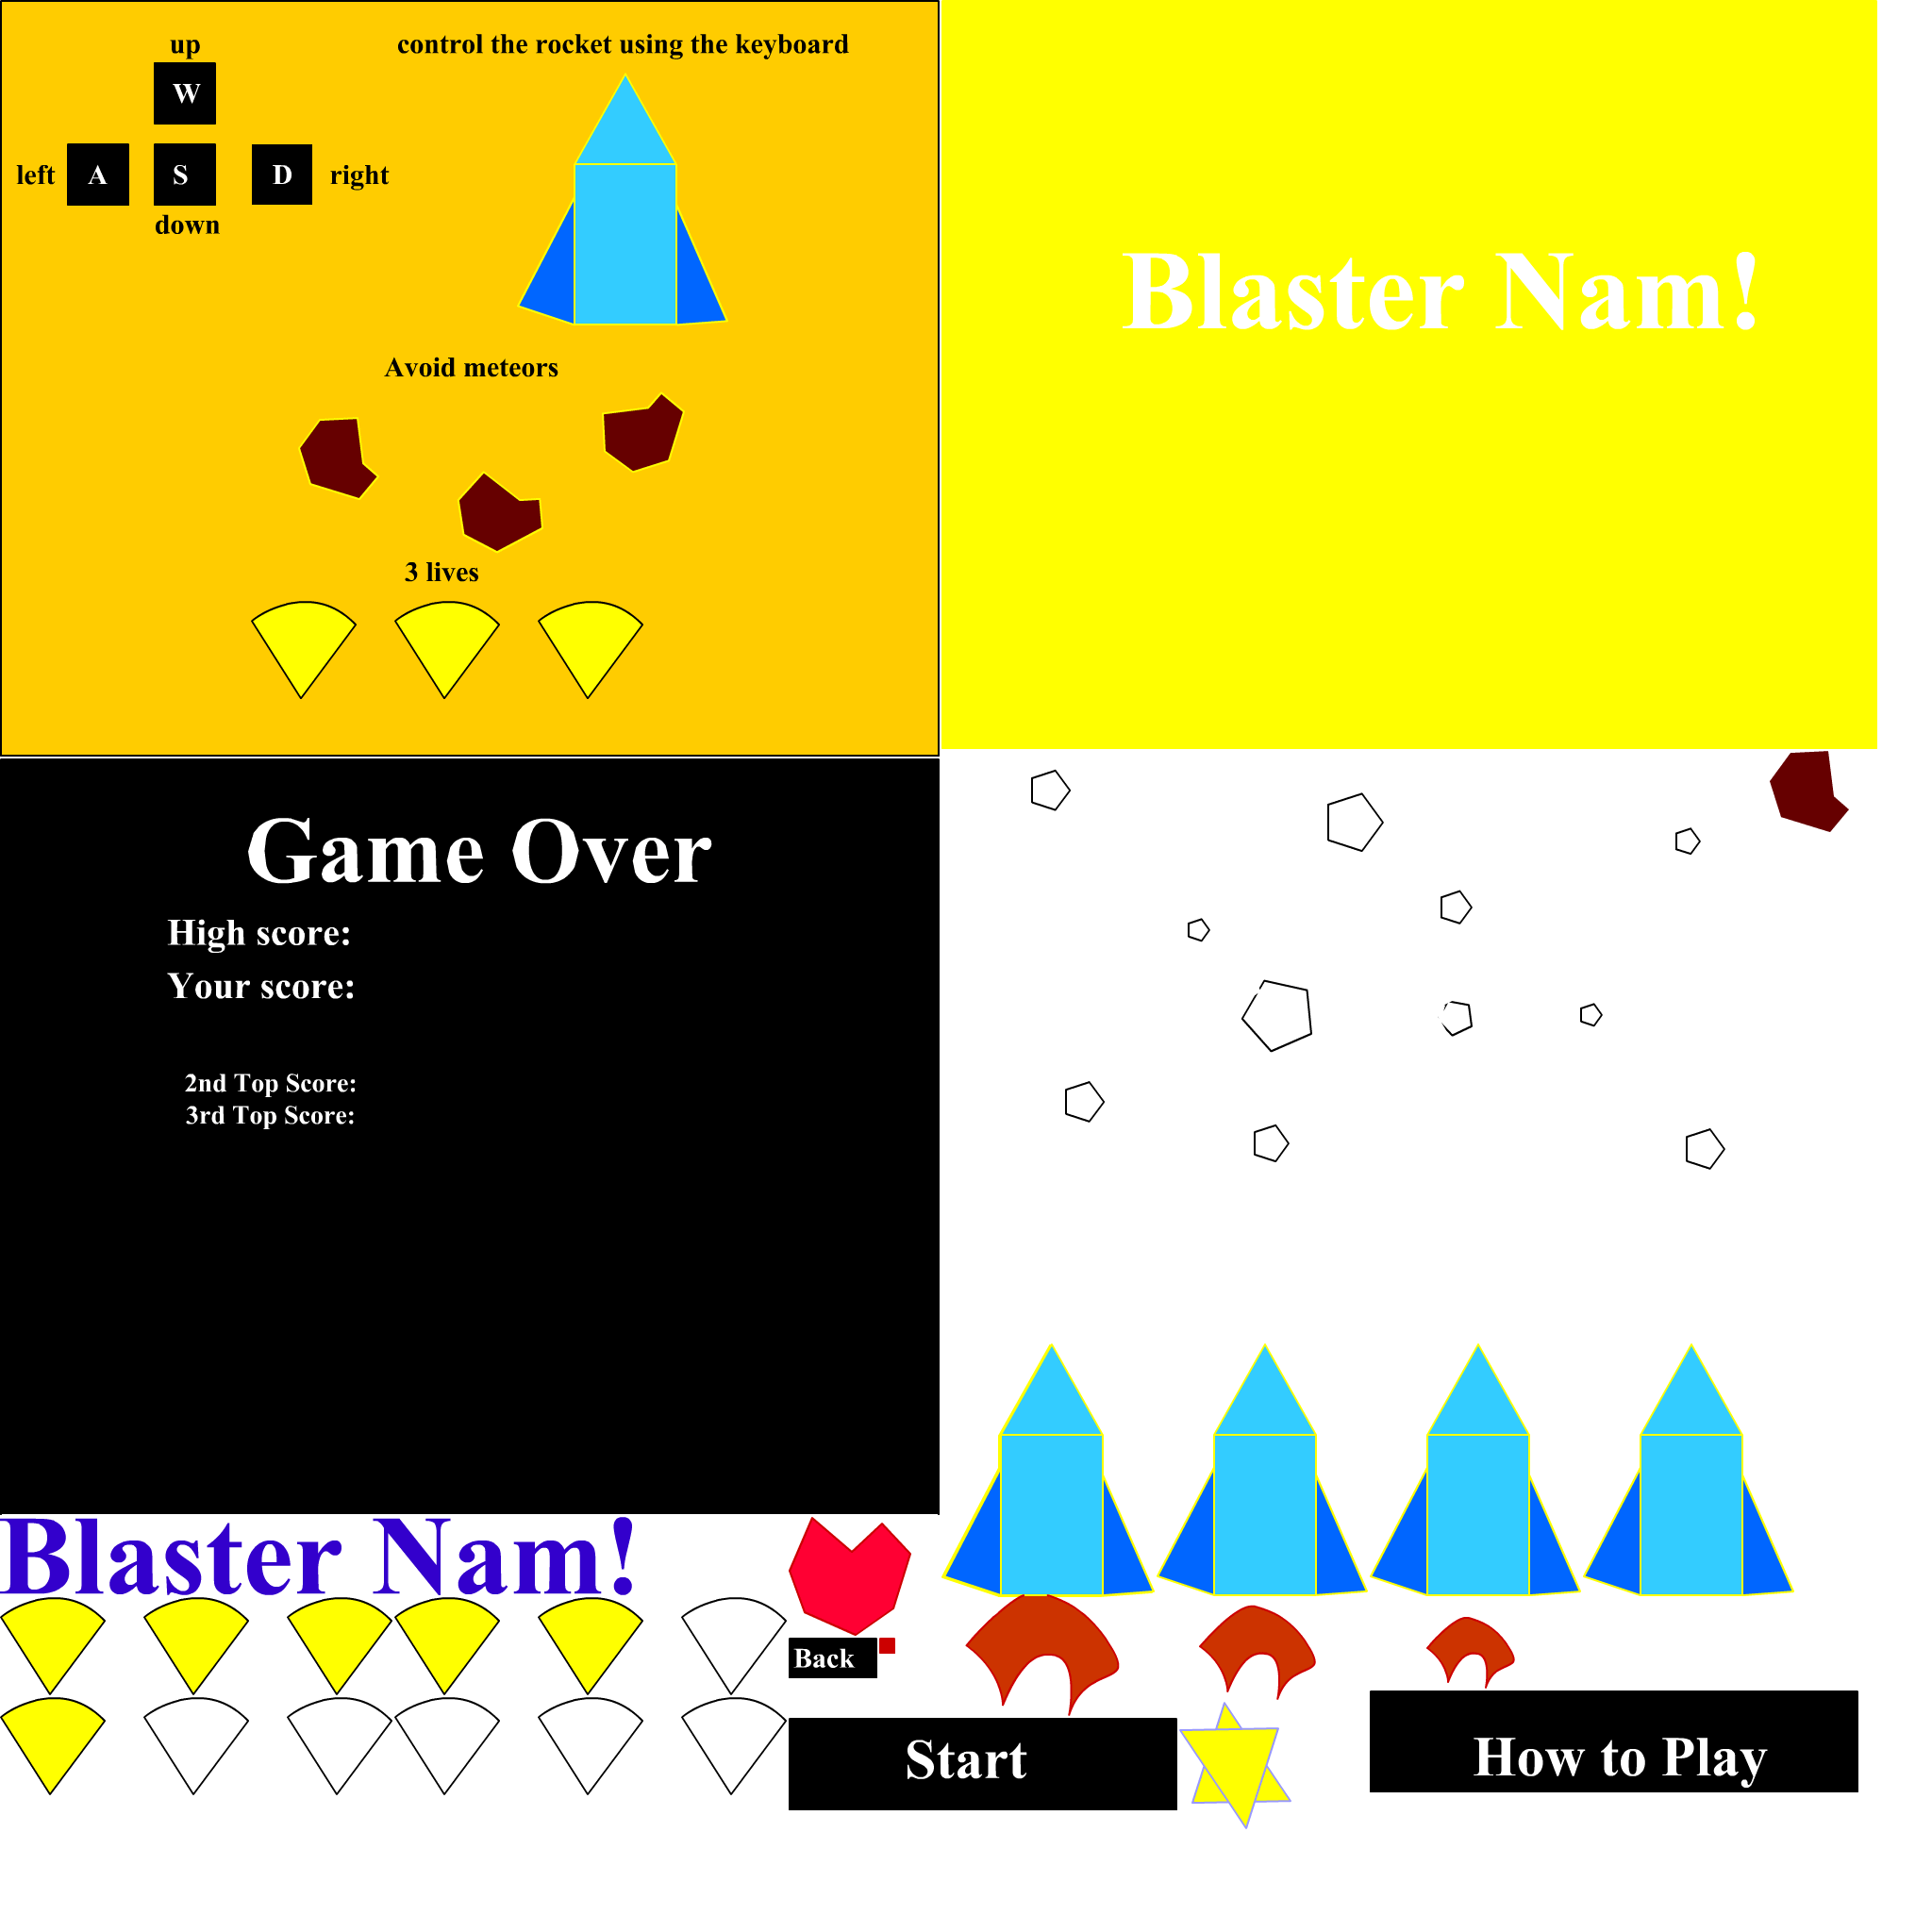 up
control the rocket using the keyboard
W
left A S D right
down
Avoid meteors
3 lives
Blaster Nam!
Game Over
High score:
Your score:
2nd Top Score:
3rd Top Score:
Blaster Nam!
Back
Start
How to Play